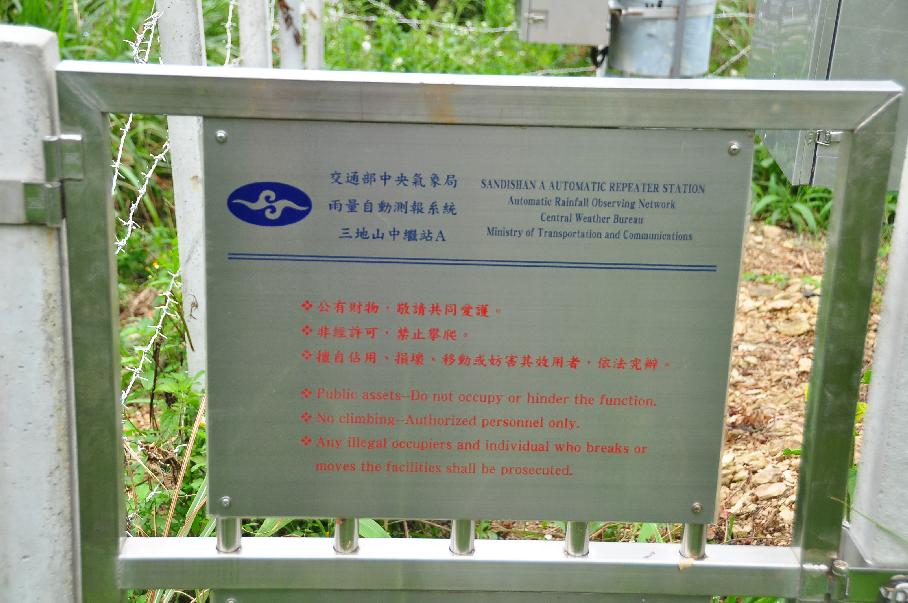 交通部中央氣象局
雨量自動測報系統
三地山中繼站A
SANDISHAN A AUTOMATIC REPEATER STATION
Automatic Rainfall Observing Network
Central Weather Bureau
Ministry of Transportation and Communications
❖公有財物，敬請共同愛護。
❖非經許可，禁止攀爬。
❖擅自佔用、損壞、移動或妨害其效用者，依法究辦。
❖Public assets--Do not occupy or hinder the function.
❖No climbing--Authorized personnel only.
❖Any illegal occupiers and individual who breaks or
moves the facilities shall be prosecuted.